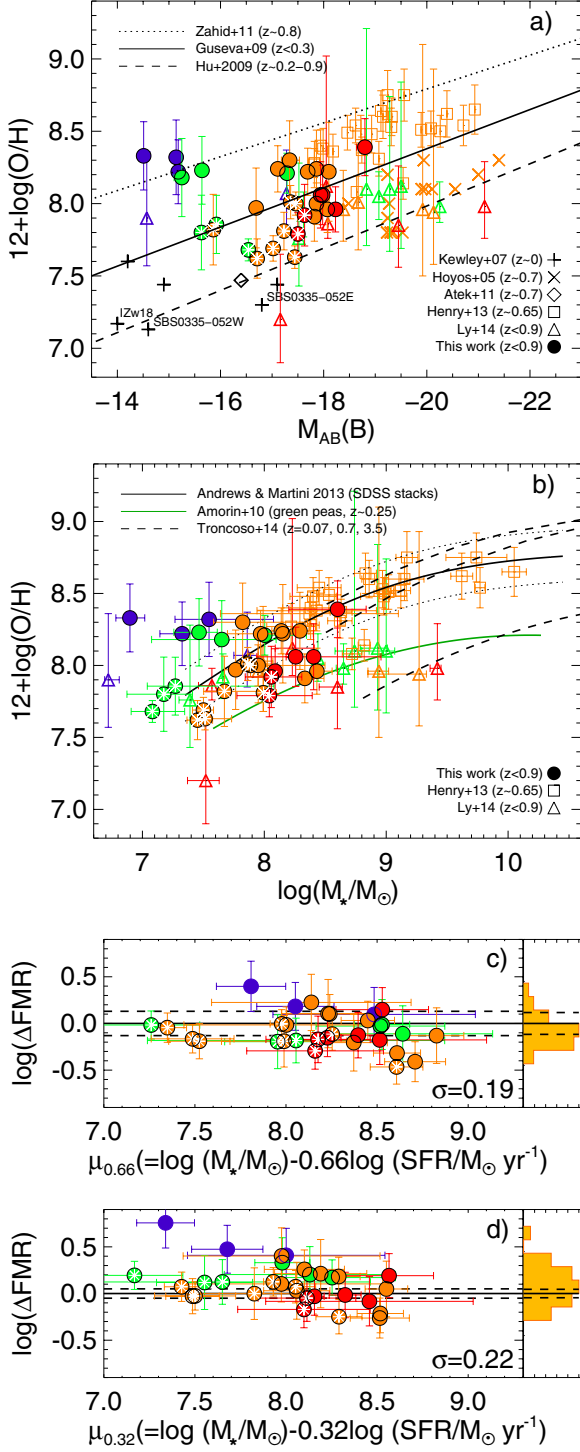 a)
Zahid+11 (z~0.8)
Guseva+09 (z<0.3)
Hu+2009 (z~0.2−0.9)
9.0
8.5
8.0
7.5
7.0
12+log(O/H)
Kewley+07 (z~0)
Hoyos+05 (z~0.7)
Atek+11 (z~0.7)
Henry+13 (z~0.65)
Ly+14 (z<0.9)
This work (z<0.9)
SBS0335−052E
IZw18
SBS0335−052W
−14 −16 −18 −20 −22
M_AB(B)
b)
Andrews & Martini 2013 (SDSS stacks)
Amorin+10 (green peas, z~0.25)
Troncoso+14 (z=0.07, 0.7, 3.5)
9.0
8.5
8.0
7.5
7.0
12+log(O/H)
This work (z<0.9)
Henry+13 (z~0.65)
Ly+14 (z<0.9)
7 8 9 10
log(M⋆/M⊙)
c)
0.5
0.0
-0.5
log(ΔFMR)
σ=0.19
7.0 7.5 8.0 8.5 9.0
μ0.66(=log (M⋆/M⊙)-0.66log (SFR/M⊙ yr⁻¹)
d)
0.5
0.0
-0.5
log(ΔFMR)
σ=0.22
7.0 7.5 8.0 8.5 9.0
μ0.32(=log (M⋆/M⊙)-0.32log (SFR/M⊙ yr⁻¹)